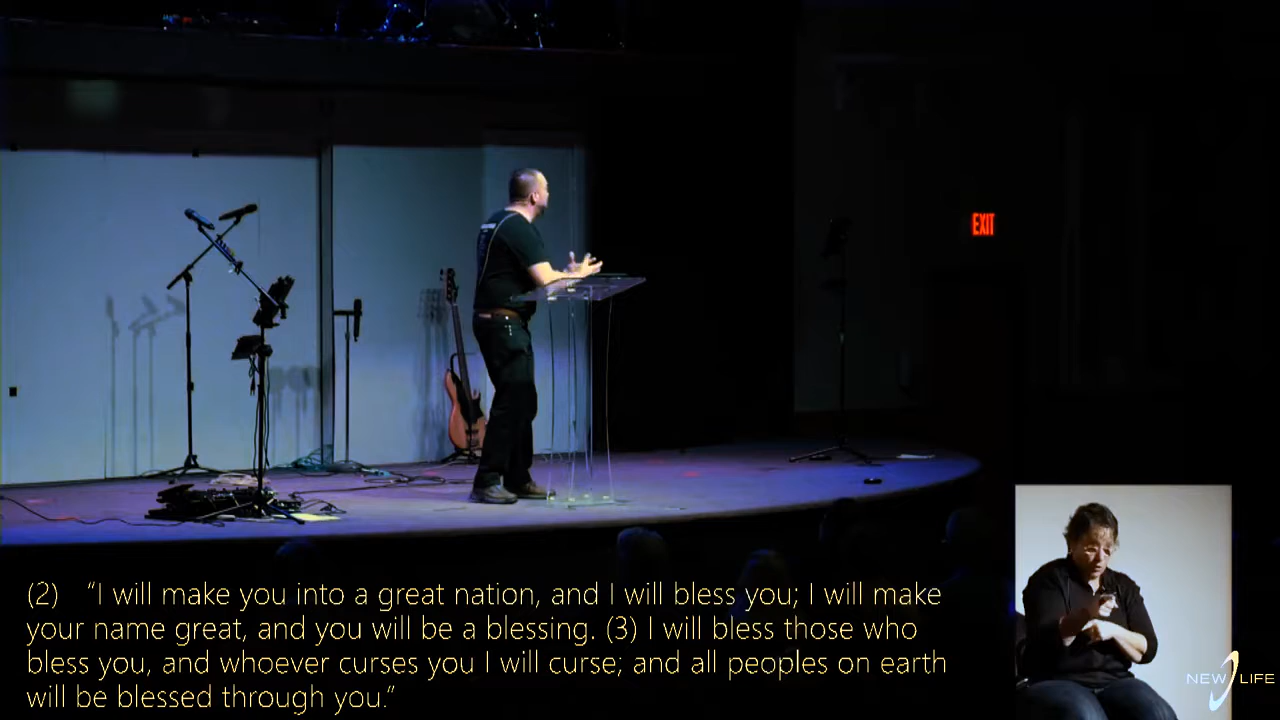 EXIT
(2) “I will make you into a great nation, and I will bless you; I will make
your name great, and you will be a blessing. (3) I will bless those who
bless you, and whoever curses you I will curse; and all peoples on earth
will be blessed through you.”
NEW LIFE